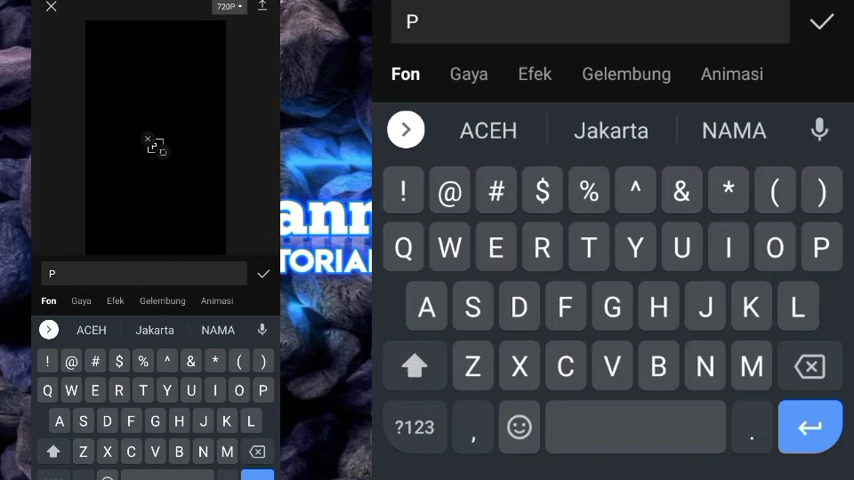 720P
P
Fon Gaya Efek Gelembung Animasi
ACEH Jakarta NAMA
! @ # $ % ^ & * ( )
Q W E R T Y U I O P
A S D F G H J K L
Z X C V B N M
ann
TORIAL
P
Fon Gaya Efek Gelembung Animasi
ACEH Jakarta NAMA
! @ # $ % ^ & * ( )
Q W E R T Y U I O P
A S D F G H J K L
Z X C V B N M
?123 , .